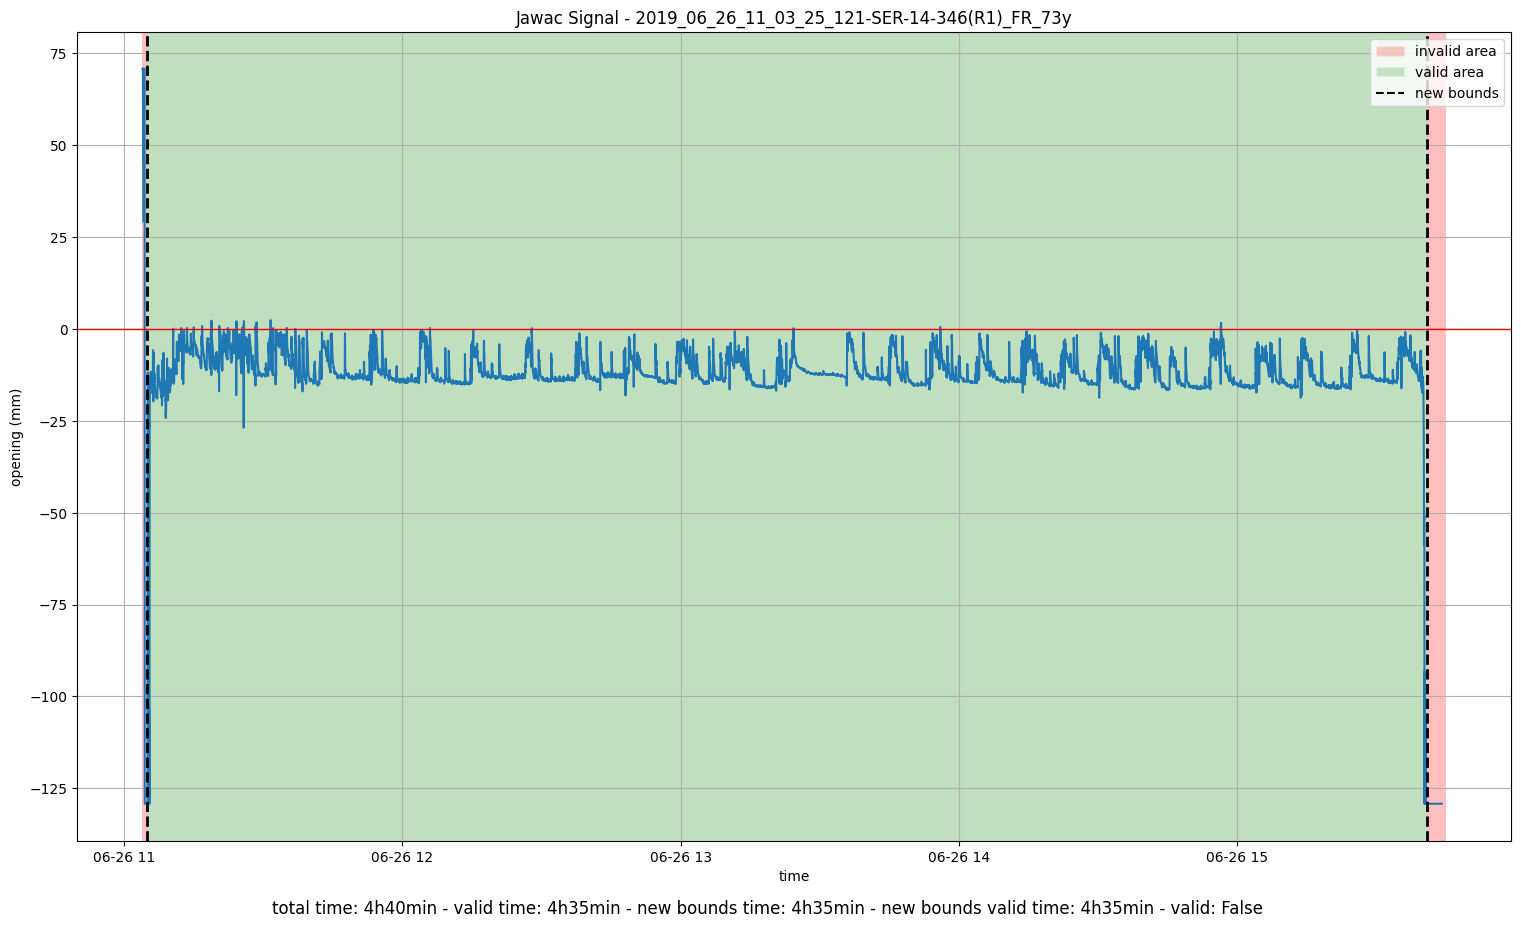 Jawac Signal - 2019_06_26_11_03_25_121-SER-14-346(R1)_FR_73y
invalid area
valid area
new bounds
75
50
25
0
−25
−50
−75
−100
−125
opening (mm)
06-26 11
06-26 12
06-26 13
06-26 14
06-26 15
time
total time: 4h40min - valid time: 4h35min - new bounds time: 4h35min - new bounds valid time: 4h35min - valid: False